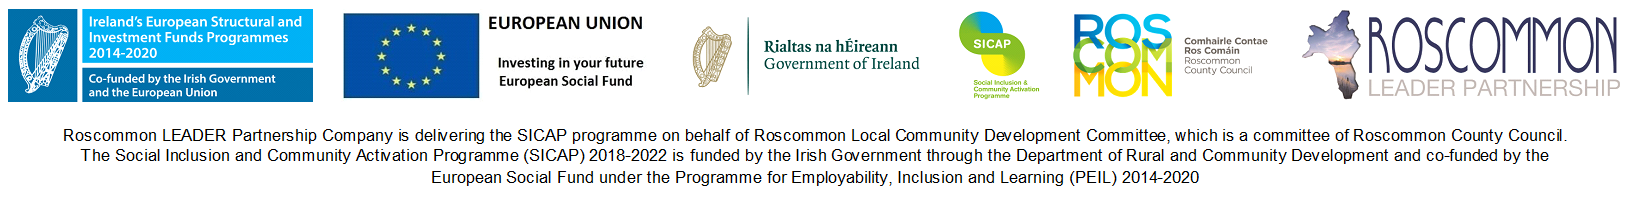 Ireland's European Structural and
Investment Funds Programmes
2014-2020
Co-funded by the Irish Government
and the European Union
EUROPEAN UNION
Investing in your future
European Social Fund
Rialtas na hÉireann
Government of Ireland
SICAP
Social Inclusion &
Community Activation
Programme
ROS
COM
MON
Comhairle Contae
Ros Comáin
Roscommon
County Council
ROSCOMMON
LEADER PARTNERSHIP
Roscommon LEADER Partnership Company is delivering the SICAP programme on behalf of Roscommon Local Community Development Committee, which is a committee of Roscommon County Council.
The Social Inclusion and Community Activation Programme (SICAP) 2018-2022 is funded by the Irish Government through the Department of Rural and Community Development and co-funded by the
European Social Fund under the Programme for Employability, Inclusion and Learning (PEIL) 2014-2020